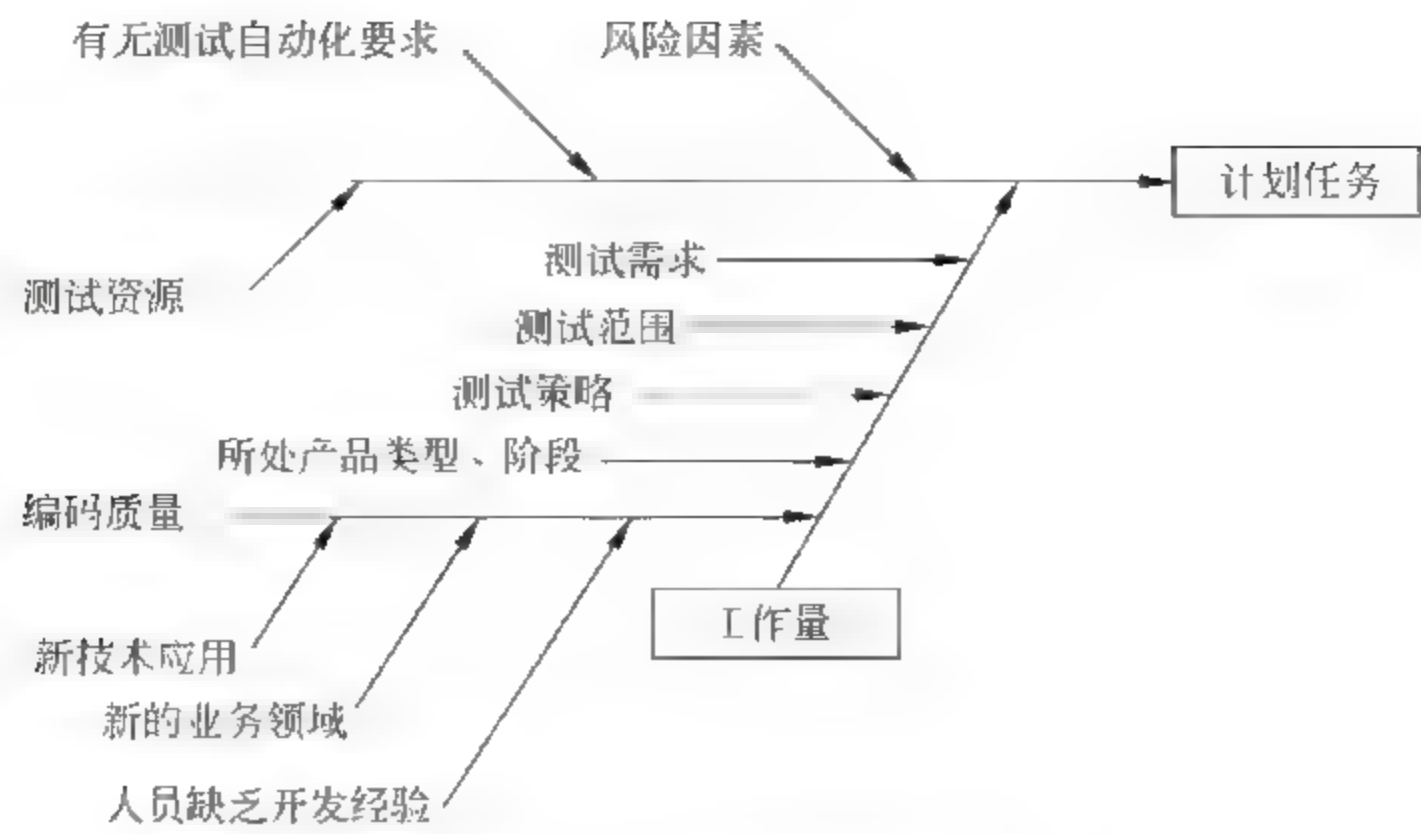 有无测试自动化要求
风险因素
计划任务
测试需求
测试资源
测试范围
测试策略
所处产品类型、阶段
编码质量
工作量
新技术应用
新的业务领域
人员缺乏开发经验